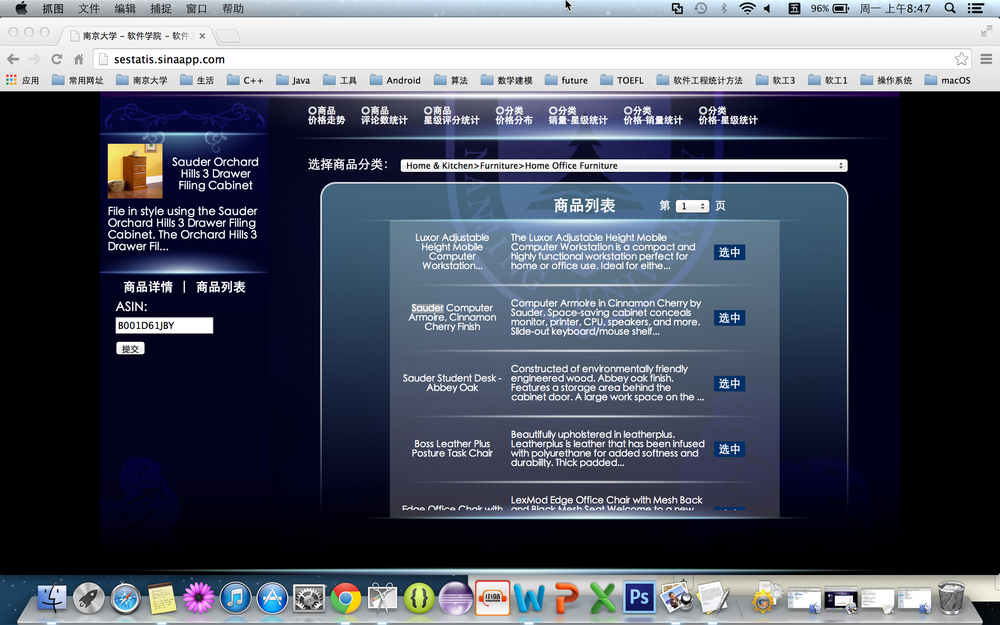 抓图 文件 编辑 捕捉 窗口 帮助 五 96% 周一 上午8:47
南京大学 – 软件学院 – 软件
sestatis.sinaapp.com
应用 常用网址 南京大学 生活 C++ Java 工具 Android 算法 数学建模 future TOEFL 软件工程统计方法 软工3 软工1 操作系统 macOS
◎商品 ◎商品 ◎商品 ◎分类 ◎分类 ◎分类 ◎分类
价格走势 评论数统计 星级评分统计 价格分布 销量-星级统计 价格-销量统计 价格-星级统计
Sauder Orchard
Hills 3 Drawer
Filing Cabinet
File in style using the Sauder
Orchard Hills 3 Drawer Filing
Cabinet. The Orchard Hills 3
Drawer Fil...
商品详情 | 商品列表
ASIN:
B001D61JBY
提交
选择商品分类：
Home & Kitchen>Furniture>Home Office Furniture
商品列表 第 1 页
Luxor Adjustable
Height Mobile
Computer
Workstation...
The Luxor Adjustable Height Mobile
Computer Workstation is a compact and
highly functional workstation perfect for
home or office use. Ideal for eithe...
选中
Sauder Computer
Armoire, Cinnamon
Cherry Finish
Computer Armoire in Cinnamon Cherry by
Sauder. Space-saving cabinet conceals
monitor, printer, CPU, speakers, and more.
Slide-out keyboard/mouse shelf...
选中
Sauder Student Desk -
Abbey Oak
Constructed of environmentally friendly
engineered wood. Abbey oak finish.
Features a storage area behind the
cabinet door. A large work space on the ...
选中
Boss Leather Plus
Posture Task Chair
Beautifully upholstered in leatherplus.
Leatherplus is leather that has been infused
with polyurethane for added softness and
durability. Thick padded...
选中
Edge Office Chair with
LexMod Edge Office Chair with Mesh Back
and Black Mesh Seat Welcome to a new
NANJING UNIVERSITY
小站
XIAOZHAN
Ps